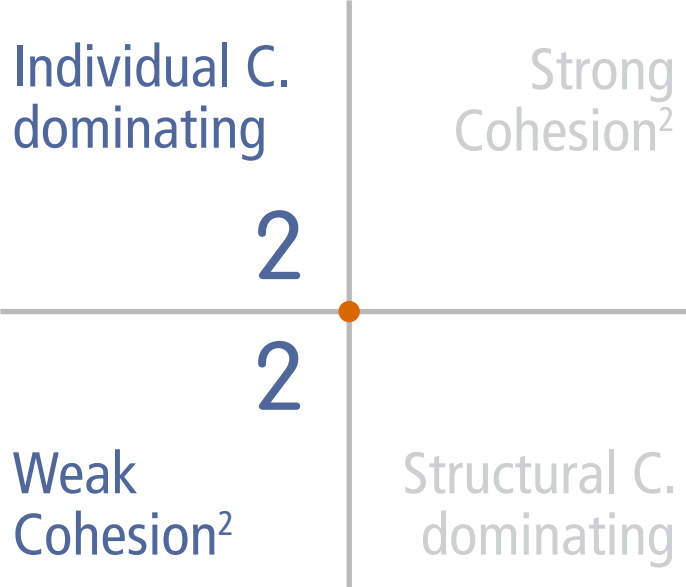 Individual C.
dominating
2
Strong
Cohesion²
2
Weak
Cohesion²
Structural C.
dominating